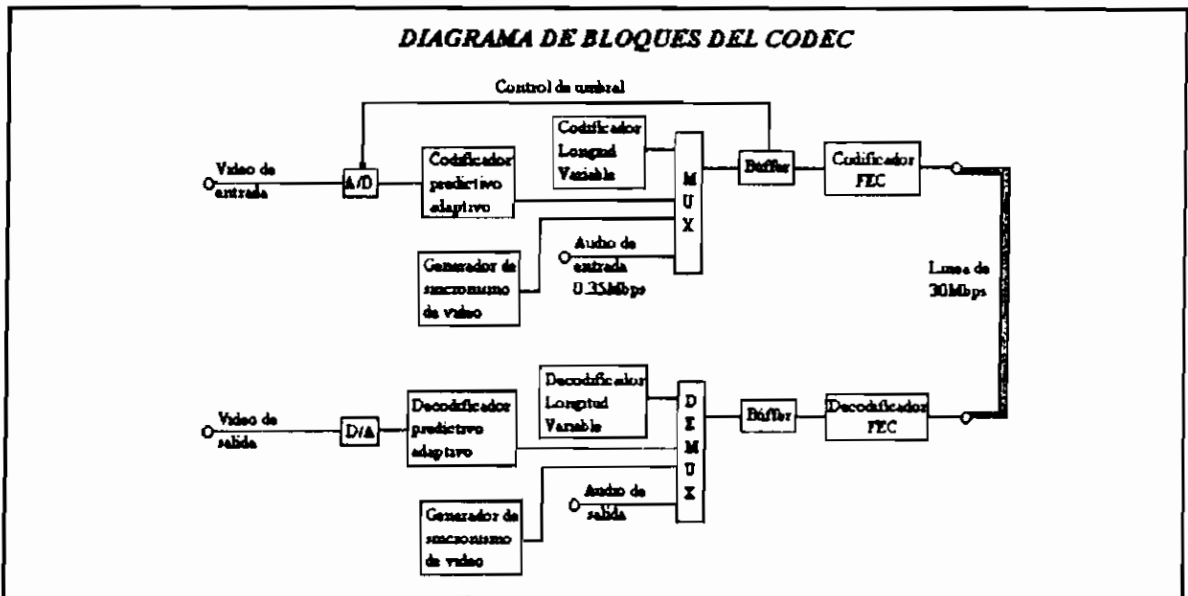 DIAGRAMA DE BLOQUES DEL CODEC
Control de umbral
Video de
entrada
A/D
Codificador
predictivo
adaptivo
Codificador
Longitud
Variable
Generador de
sincronismo
de video
Audio de
entrada
0.35Mbps
M
U
X
Búffer
Codificador
FEC
Linea de
30Mbps
Video de
salida
D/A
Decodificador
predictivo
adaptivo
Decodificador
Longitud
Variable
Generador de
sincronismo
de video
Audio de
salida
D
E
M
U
X
Búffer
Decodificador
FEC